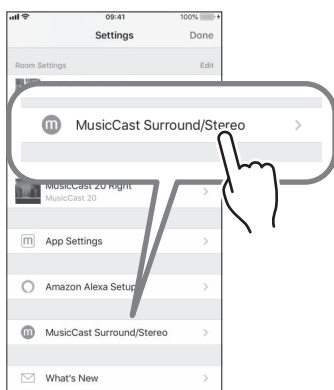 09:41
100%
Settings
Done
Room Settings
Edit
MusicCast Surround/Stereo
MusicCast 20 Right
MusicCast 20
App Settings
Amazon Alexa Setup
MusicCast Surround/Stereo
What's New